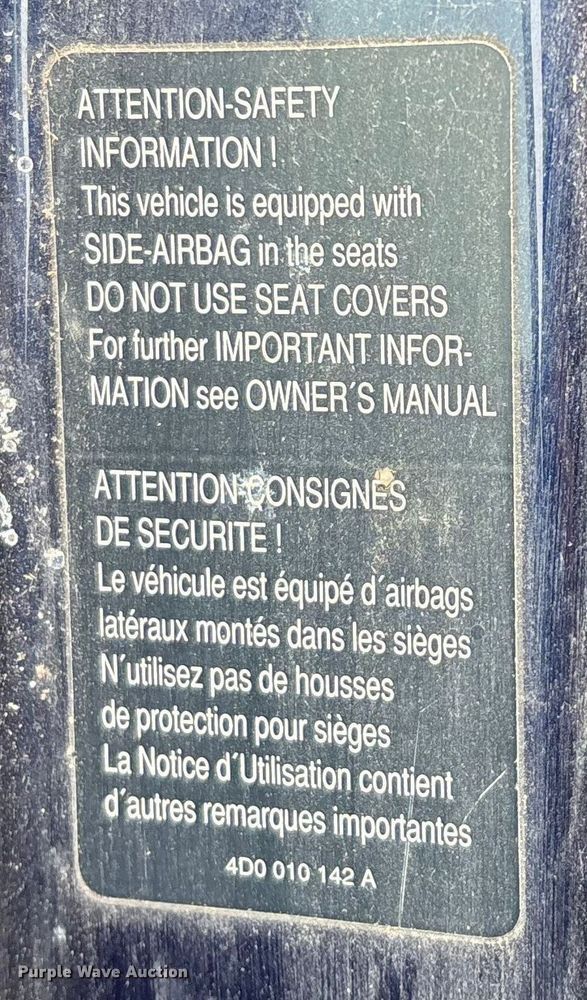 ATTENTION-SAFETY
INFORMATION !
This vehicle is equipped with
SIDE-AIRBAG in the seats
DO NOT USE SEAT COVERS
For further IMPORTANT INFOR-
MATION see OWNER´S MANUAL
ATTENTION-CONSIGNES
DE SECURITE !
Le véhicule est équipé d´airbags
latéraux montés dans les sièges
N´utilisez pas de housses
de protection pour sièges
La Notice d´Utilisation contient
d´autres remarques importantes
4D0 010 142 A
Purple Wave Auction